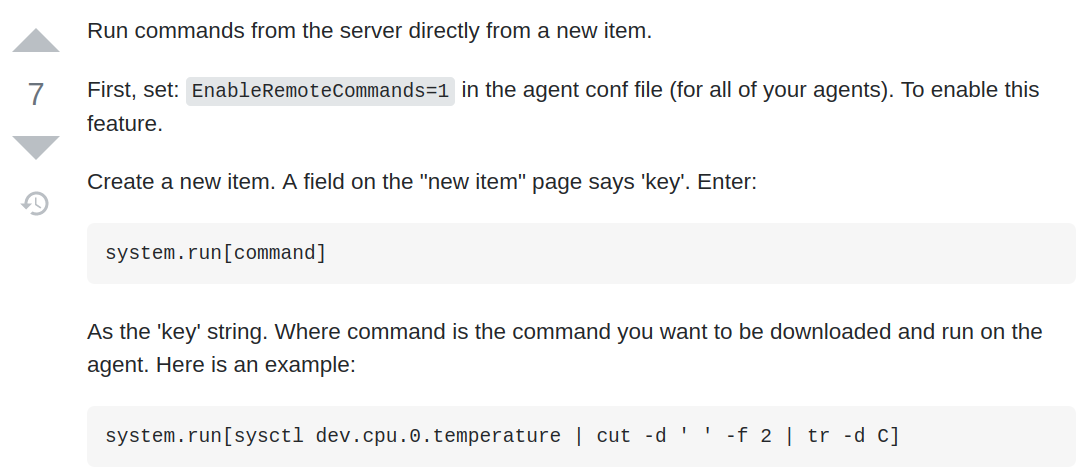 Run commands from the server directly from a new item.
7
First, set: EnableRemoteCommands=1 in the agent conf file (for all of your agents). To enable this
feature.
Create a new item. A field on the "new item" page says 'key'. Enter:
system.run[command]
As the 'key' string. Where command is the command you want to be downloaded and run on the
agent. Here is an example:
system.run[sysctl dev.cpu.0.temperature | cut -d ' ' -f 2 | tr -d C]